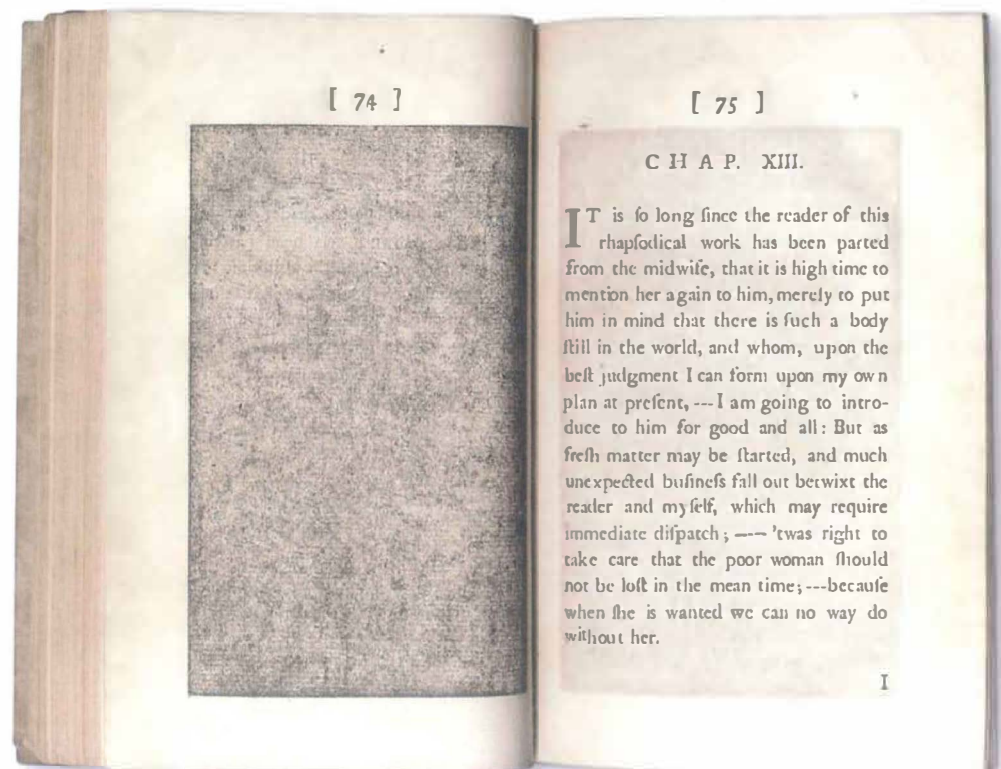 [ 74 ]
[ 75 ]
C H A P. XIII.
IT is ſo long ſince the reader of this
rhapſodical work has been parted
from the midwife, that it is high time to
mention her again to him, merely to put
him in mind that there is ſuch a body
ſtill in the world, and whom, upon the
beſt judgment I can form upon my own
plan at preſent, --- I am going to intro-
duce to him for good and all: But as
freſh matter may be ſtarted, and much
unexpected buſineſs fall out betwixt the
reader and myſelf, which may require
immediate diſpatch; ---- 'twas right to
take care that the poor woman ſhould
not be loſt in the mean time; ---becauſe
when ſhe is wanted we can no way do
without her.
I